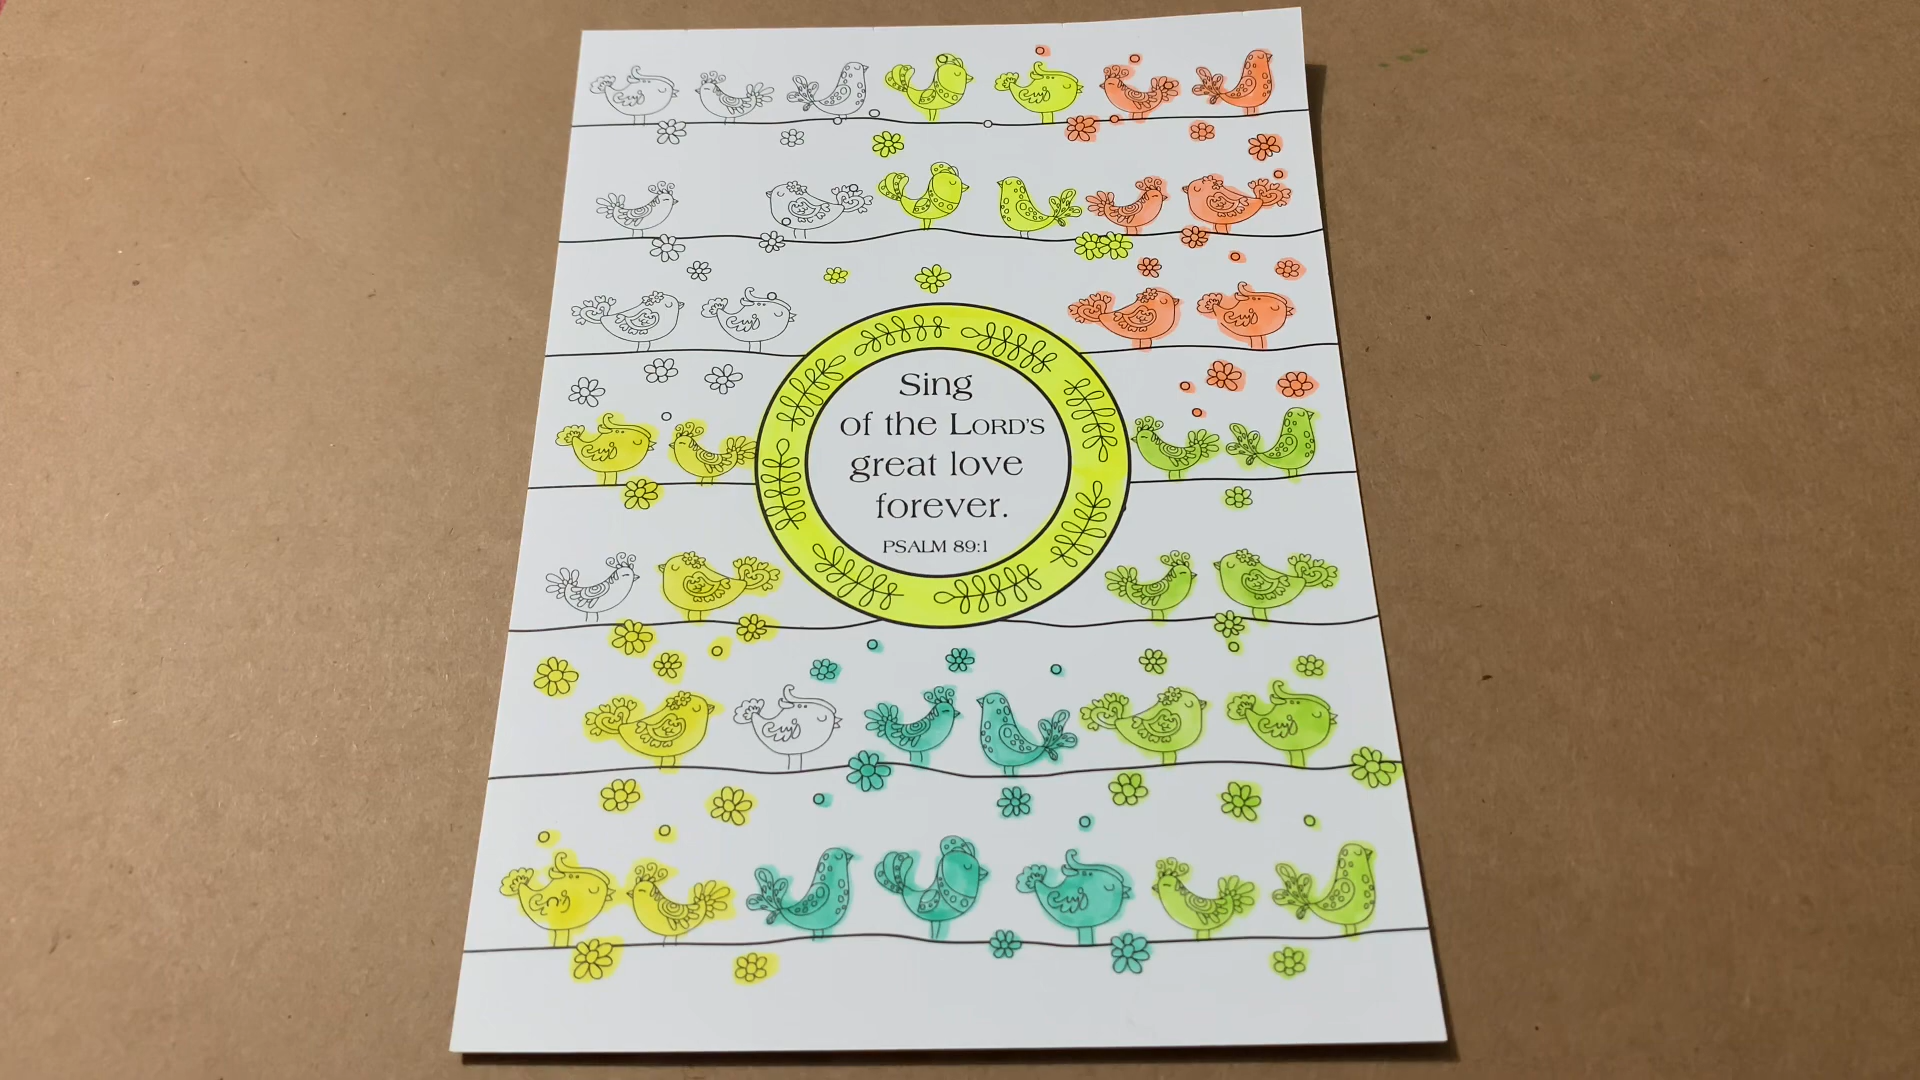 Sing
of the LORD'S
great love
forever.
PSALM 89:1